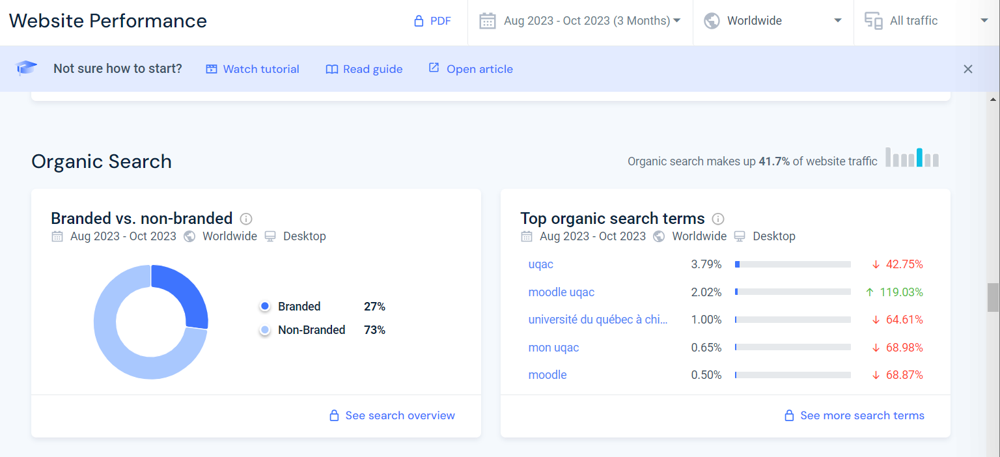 Website Performance
PDF
Aug 2023 - Oct 2023 (3 Months)
Worldwide
All traffic
Not sure how to start?
Watch tutorial
Read guide
Open article
Organic Search
Organic search makes up 41.7% of website traffic
Branded vs. non-branded
Aug 2023 - Oct 2023 Worldwide Desktop
Branded 27%
Non-Branded 73%
See search overview
Top organic search terms
Aug 2023 - Oct 2023 Worldwide Desktop
uqac 3.79% ↓ 42.75%
moodle uqac 2.02% ↑ 119.03%
université du québec à chi... 1.00% ↓ 64.61%
mon uqac 0.65% ↓ 68.98%
moodle 0.50% ↓ 68.87%
See more search terms